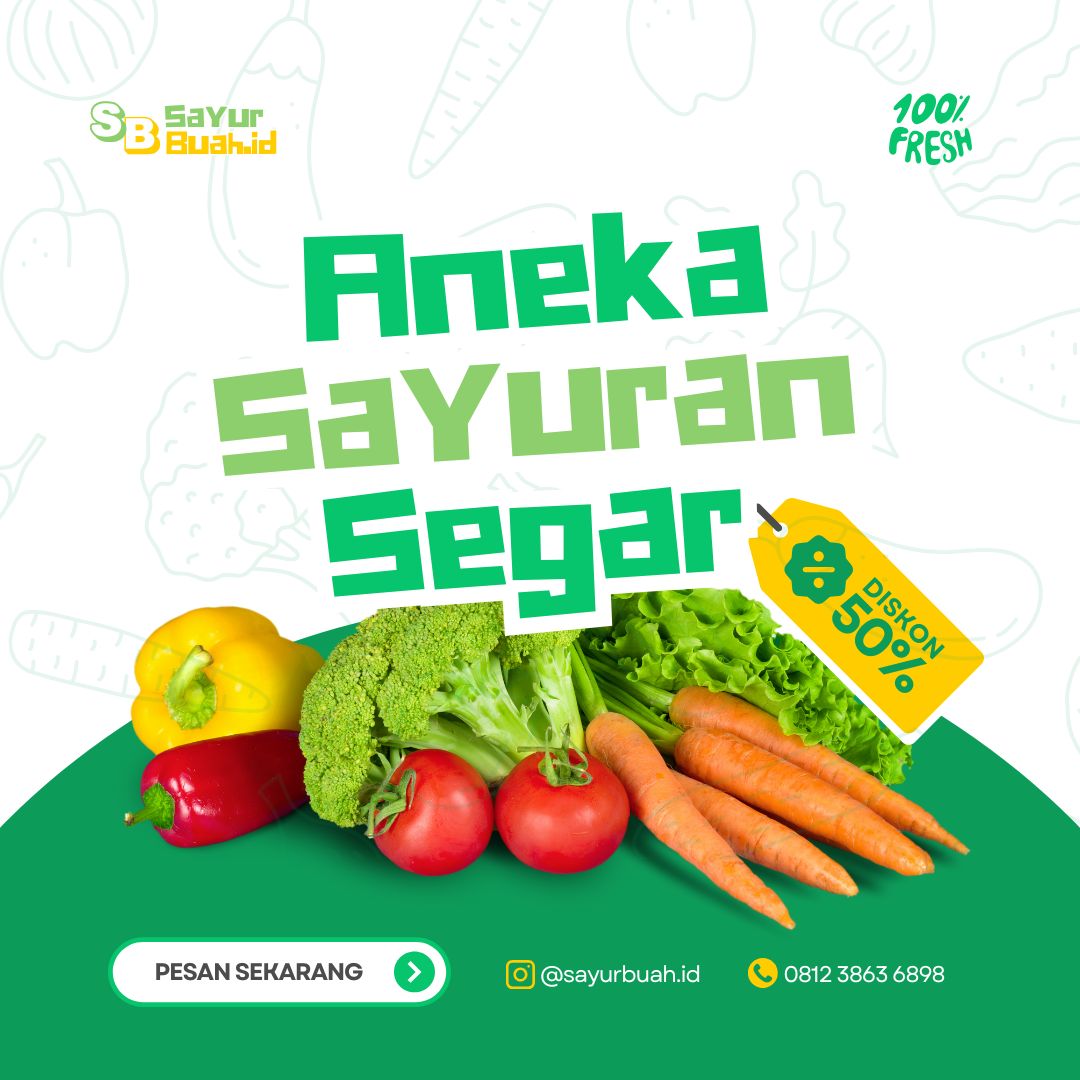 SB
Sayur
Buah.id
100%
FRESH
Aneka
Sayuran
Segar
DISKON
50%
PESAN SEKARANG
@sayurbuah.id
0812 3863 6898